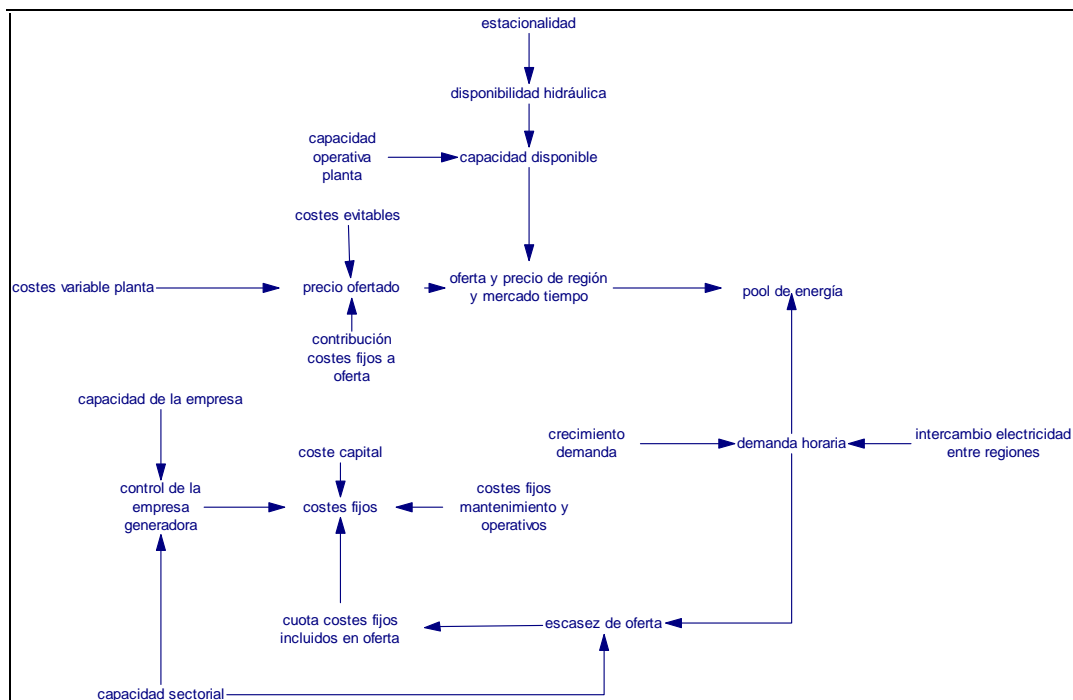 estacionalidad
disponibilidad hidráulica
capacidad
operativa
planta
capacidad disponible
costes evitables
costes variable planta
precio ofertado
oferta y precio de región
y mercado tiempo
pool de energía
contribución
costes fijos a
oferta
capacidad de la empresa
crecimiento
demanda
demanda horaria
intercambio electricidad
entre regiones
coste capital
control de la
empresa
generadora
costes fijos
costes fijos
mantenimiento y
operativos
cuota costes fijos
incluidos en oferta
escasez de oferta
capacidad sectorial